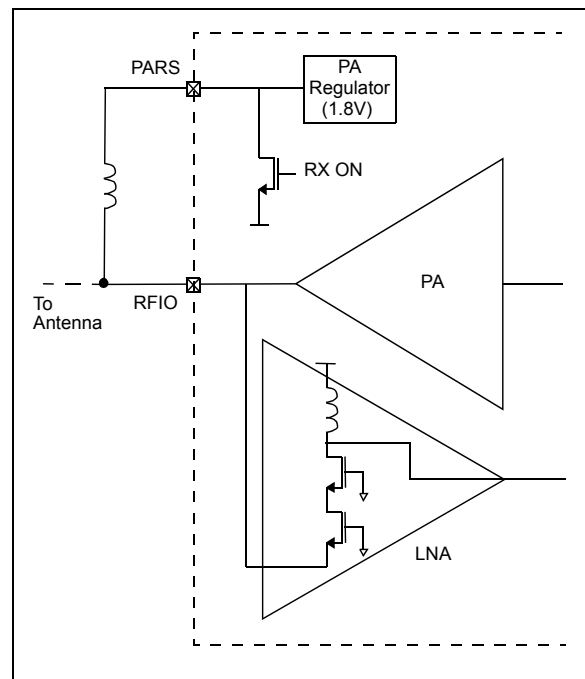 PARS
PA
Regulator
(1.8V)
RX ON
RFIO
To
Antenna
PA
LNA